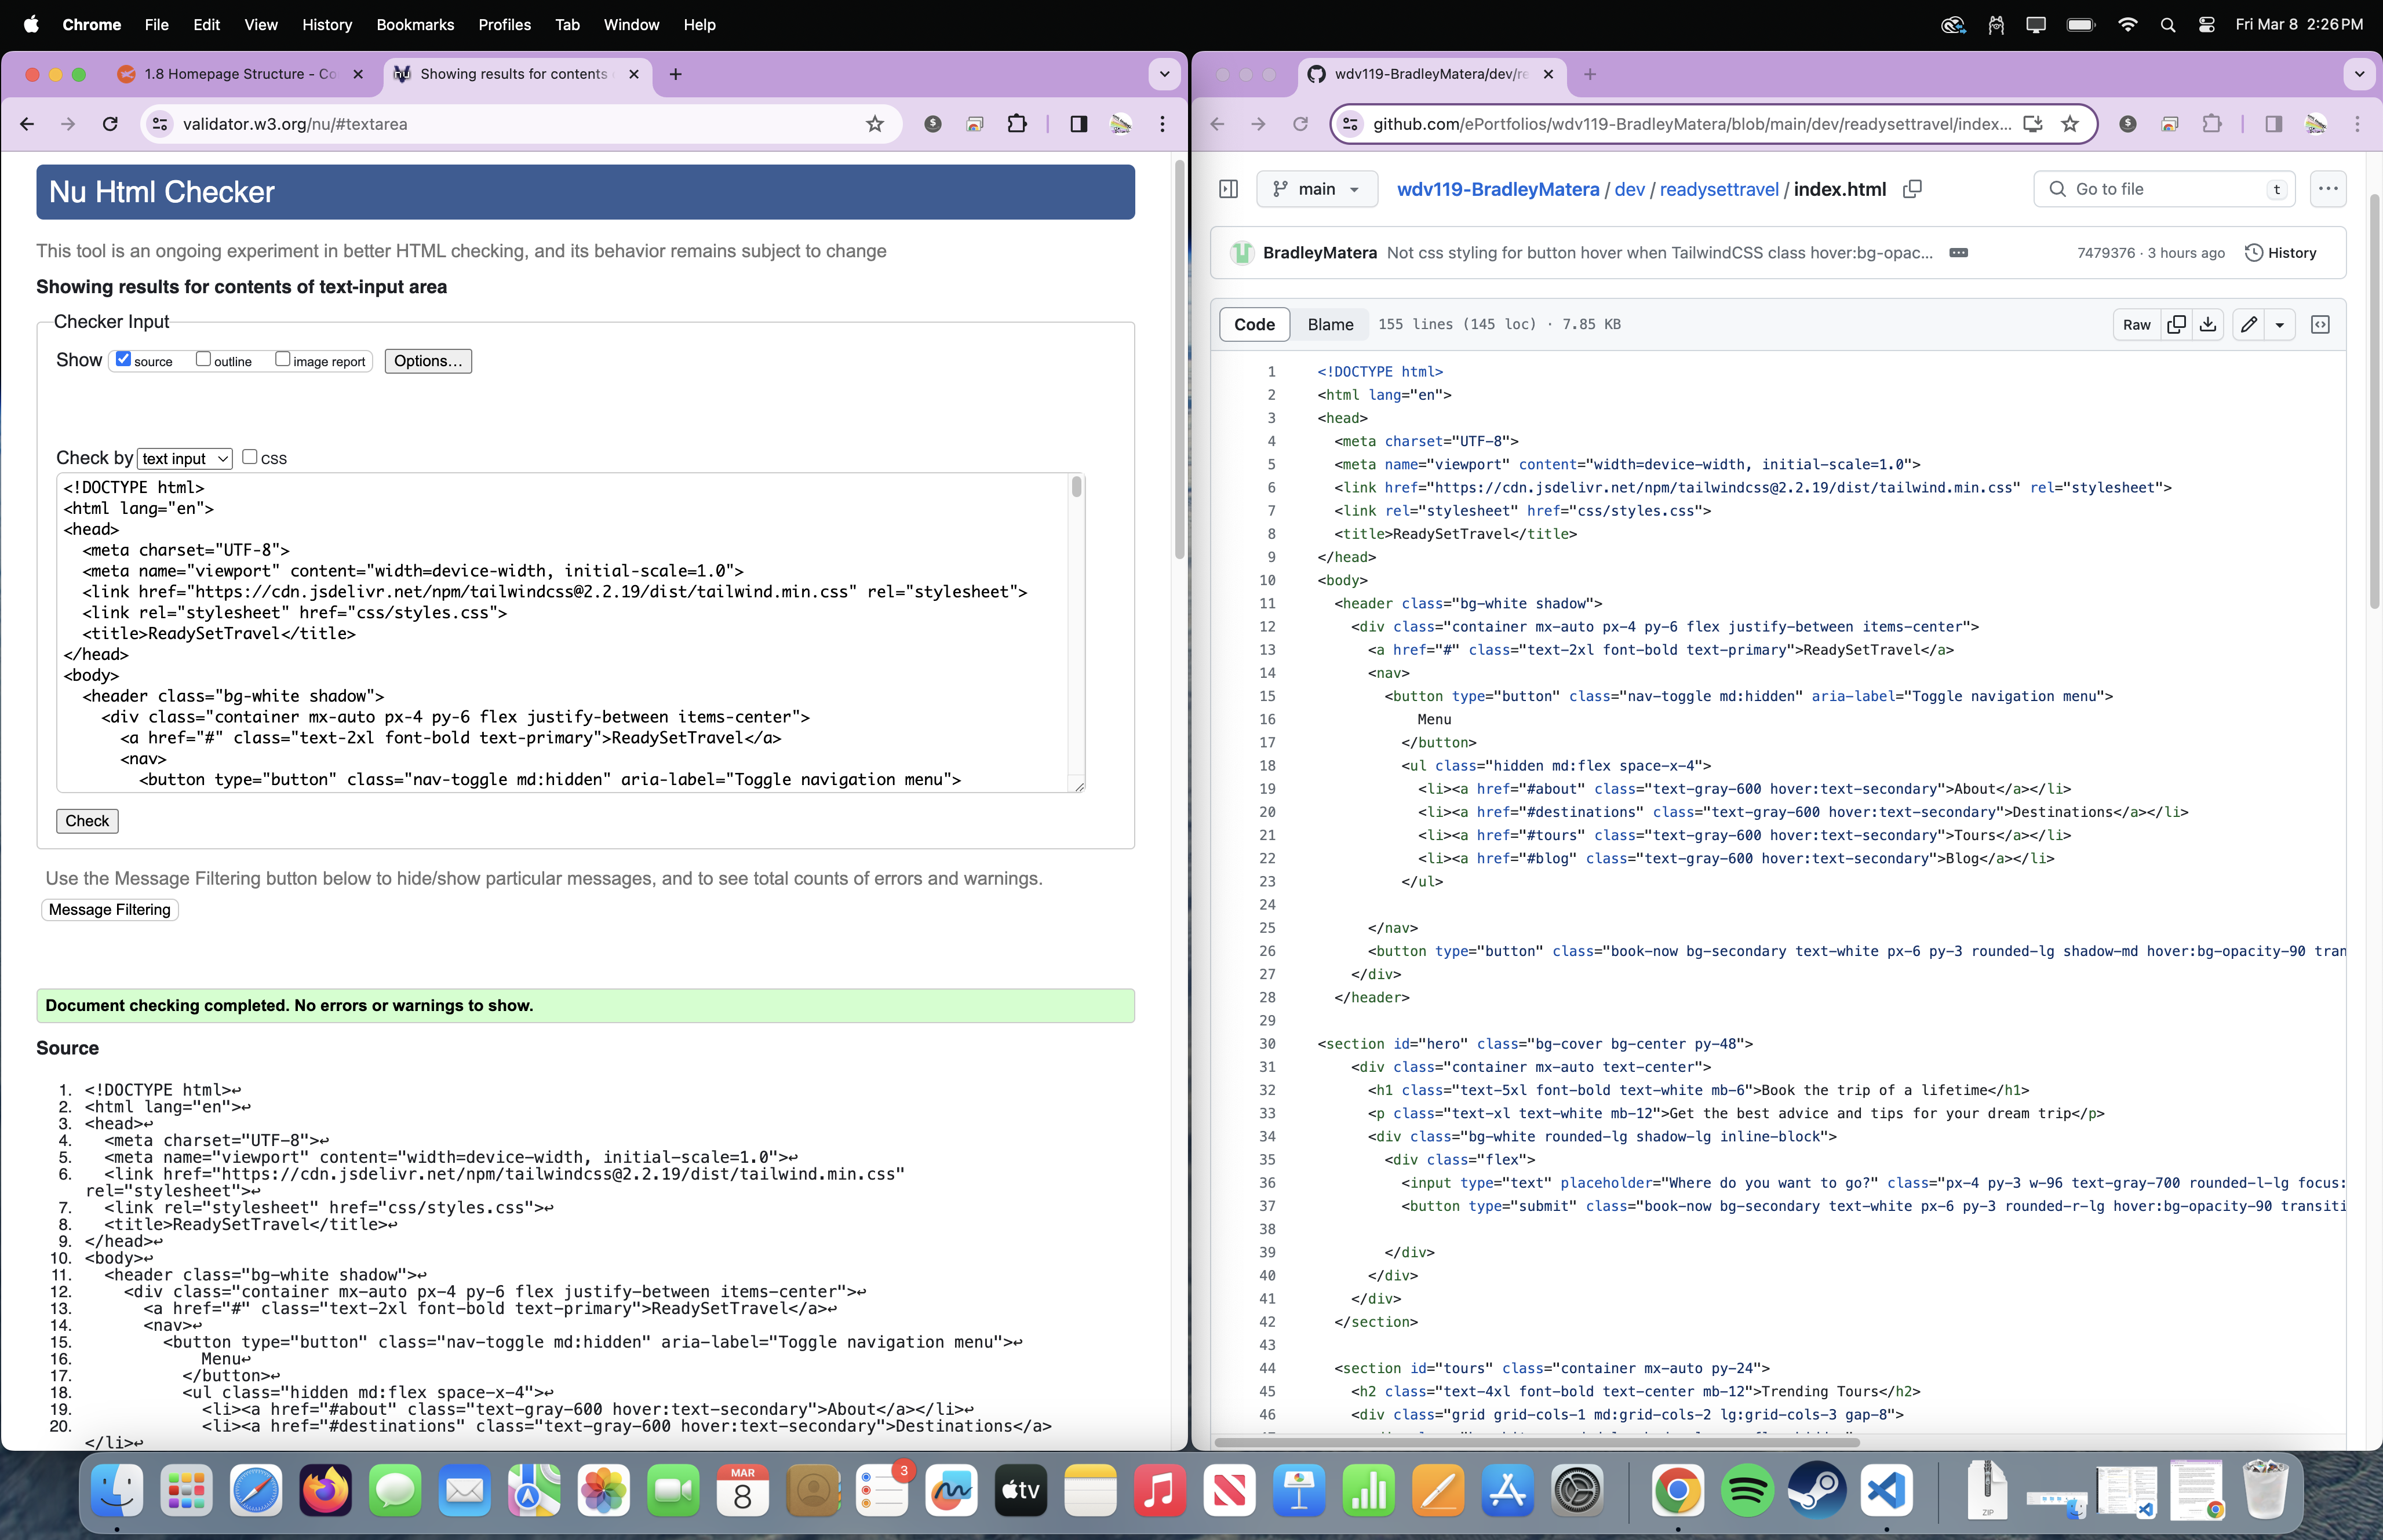 Chrome File Edit View History Bookmarks Profiles Tab Window Help
Fri Mar 8 2:26 PM
1.8 Homepage Structure - Co
Showing results for contents
validator.w3.org/nu/#textarea
Nu Html Checker
This tool is an ongoing experiment in better HTML checking, and its behavior remains subject to change
Showing results for contents of text-input area
Checker Input
Show source outline image report Options...
Check by text input CSS
<!DOCTYPE html>
<html lang="en">
<head>
<meta charset="UTF-8">
<meta name="viewport" content="width=device-width, initial-scale=1.0">
<link href="https://cdn.jsdelivr.net/npm/tailwindcss@2.2.19/dist/tailwind.min.css" rel="stylesheet">
<link rel="stylesheet" href="css/styles.css">
<title>ReadySetTravel</title>
</head>
<body>
<header class="bg-white shadow">
<div class="container mx-auto px-4 py-6 flex justify-between items-center">
<a href="#" class="text-2xl font-bold text-primary">ReadySetTravel</a>
<nav>
<button type="button" class="nav-toggle md:hidden" aria-label="Toggle navigation menu">
Check
Use the Message Filtering button below to hide/show particular messages, and to see total counts of errors and warnings.
Message Filtering
Document checking completed. No errors or warnings to show.
Source
1. <!DOCTYPE html>↩
2. <html lang="en">↩
3. <head>↩
4. <meta charset="UTF-8">↩
5. <meta name="viewport" content="width=device-width, initial-scale=1.0">↩
6. <link href="https://cdn.jsdelivr.net/npm/tailwindcss@2.2.19/dist/tailwind.min.css"
rel="stylesheet">↩
7. <link rel="stylesheet" href="css/styles.css">↩
8. <title>ReadySetTravel</title>↩
9. </head>↩
10. <body>↩
11. <header class="bg-white shadow">↩
12. <div class="container mx-auto px-4 py-6 flex justify-between items-center">↩
13. <a href="#" class="text-2xl font-bold text-primary">ReadySetTravel</a>↩
14. <nav>↩
15. <button type="button" class="nav-toggle md:hidden" aria-label="Toggle navigation menu">↩
16. Menu↩
17. </button>↩
18. <ul class="hidden md:flex space-x-4">↩
19. <li><a href="#about" class="text-gray-600 hover:text-secondary">About</a></li>↩
20. <li><a href="#destinations" class="text-gray-600 hover:text-secondary">Destinations</a>
</li>↩
wdv119-BradleyMatera/dev/re
github.com/ePortfolios/wdv119-BradleyMatera/blob/main/dev/readysettravel/index...
main wdv119-BradleyMatera / dev / readysettravel / index.html Go to file t
BradleyMatera Not css styling for button hover when TailwindCSS class hover:bg-opac... 7479376 · 3 hours ago History
Code Blame 155 lines (145 loc) · 7.85 KB Raw
1 <!DOCTYPE html>
2 <html lang="en">
3 <head>
4 <meta charset="UTF-8">
5 <meta name="viewport" content="width=device-width, initial-scale=1.0">
6 <link href="https://cdn.jsdelivr.net/npm/tailwindcss@2.2.19/dist/tailwind.min.css" rel="stylesheet">
7 <link rel="stylesheet" href="css/styles.css">
8 <title>ReadySetTravel</title>
9 </head>
10 <body>
11 <header class="bg-white shadow">
12 <div class="container mx-auto px-4 py-6 flex justify-between items-center">
13 <a href="#" class="text-2xl font-bold text-primary">ReadySetTravel</a>
14 <nav>
15 <button type="button" class="nav-toggle md:hidden" aria-label="Toggle navigation menu">
16 Menu
17 </button>
18 <ul class="hidden md:flex space-x-4">
19 <li><a href="#about" class="text-gray-600 hover:text-secondary">About</a></li>
20 <li><a href="#destinations" class="text-gray-600 hover:text-secondary">Destinations</a></li>
21 <li><a href="#tours" class="text-gray-600 hover:text-secondary">Tours</a></li>
22 <li><a href="#blog" class="text-gray-600 hover:text-secondary">Blog</a></li>
23 </ul>
24
25 </nav>
26 <button type="button" class="book-now bg-secondary text-white px-6 py-3 rounded-lg shadow-md hover:bg-opacity-90 tran
27 </div>
28 </header>
29
30 <section id="hero" class="bg-cover bg-center py-48">
31 <div class="container mx-auto text-center">
32 <h1 class="text-5xl font-bold text-white mb-6">Book the trip of a lifetime</h1>
33 <p class="text-xl text-white mb-12">Get the best advice and tips for your dream trip</p>
34 <div class="bg-white rounded-lg shadow-lg inline-block">
35 <div class="flex">
36 <input type="text" placeholder="Where do you want to go?" class="px-4 py-3 w-96 text-gray-700 rounded-l-lg focus:
37 <button type="submit" class="book-now bg-secondary text-white px-6 py-3 rounded-r-lg hover:bg-opacity-90 transiti
38
39 </div>
40 </div>
41 </div>
42 </section>
43
44 <section id="tours" class="container mx-auto py-24">
45 <h2 class="text-4xl font-bold text-center mb-12">Trending Tours</h2>
46 <div class="grid grid-cols-1 md:grid-cols-2 lg:grid-cols-3 gap-8">
MAR
8
3
tv
ZIP